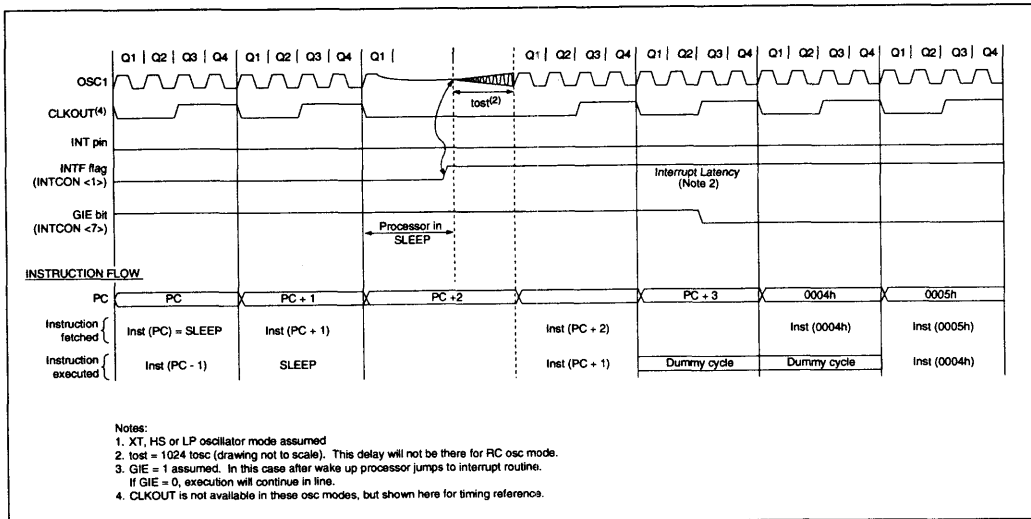 Q1 | Q2 | Q3 | Q4 | Q1 | Q2 | Q3 | Q4 | Q1 | Q1 | Q2 | Q3 | Q4 | Q1 | Q2 | Q3 | Q4 | Q1 | Q2 | Q3 | Q4 | Q1 | Q2 | Q3 | Q4
OSC1
tost(2)
CLKOUT(4)
INT pin
INTF flag
(INTCON <1>)
Interrupt Latency
(Note 2)
GIE bit
(INTCON <7>)
Processor in
SLEEP
INSTRUCTION FLOW
PC PC PC + 1 PC +2 PC + 3 0004h 0005h
Instruction
fetched
Inst (PC) = SLEEP Inst (PC + 1) Inst (PC + 2) Inst (0004h) Inst (0005h)
Instruction
executed
Inst (PC - 1) SLEEP Inst (PC + 1) Dummy cycle Dummy cycle Inst (0004h)
Notes:
1. XT, HS or LP oscillator mode assumed
2. tost = 1024 tosc (drawing not to scale). This delay will not be there for RC osc mode.
3. GIE = 1 assumed. In this case after wake up processor jumps to interrupt routine.
If GIE = 0, execution will continue in line.
4. CLKOUT is not available in these osc modes, but shown here for timing reference.